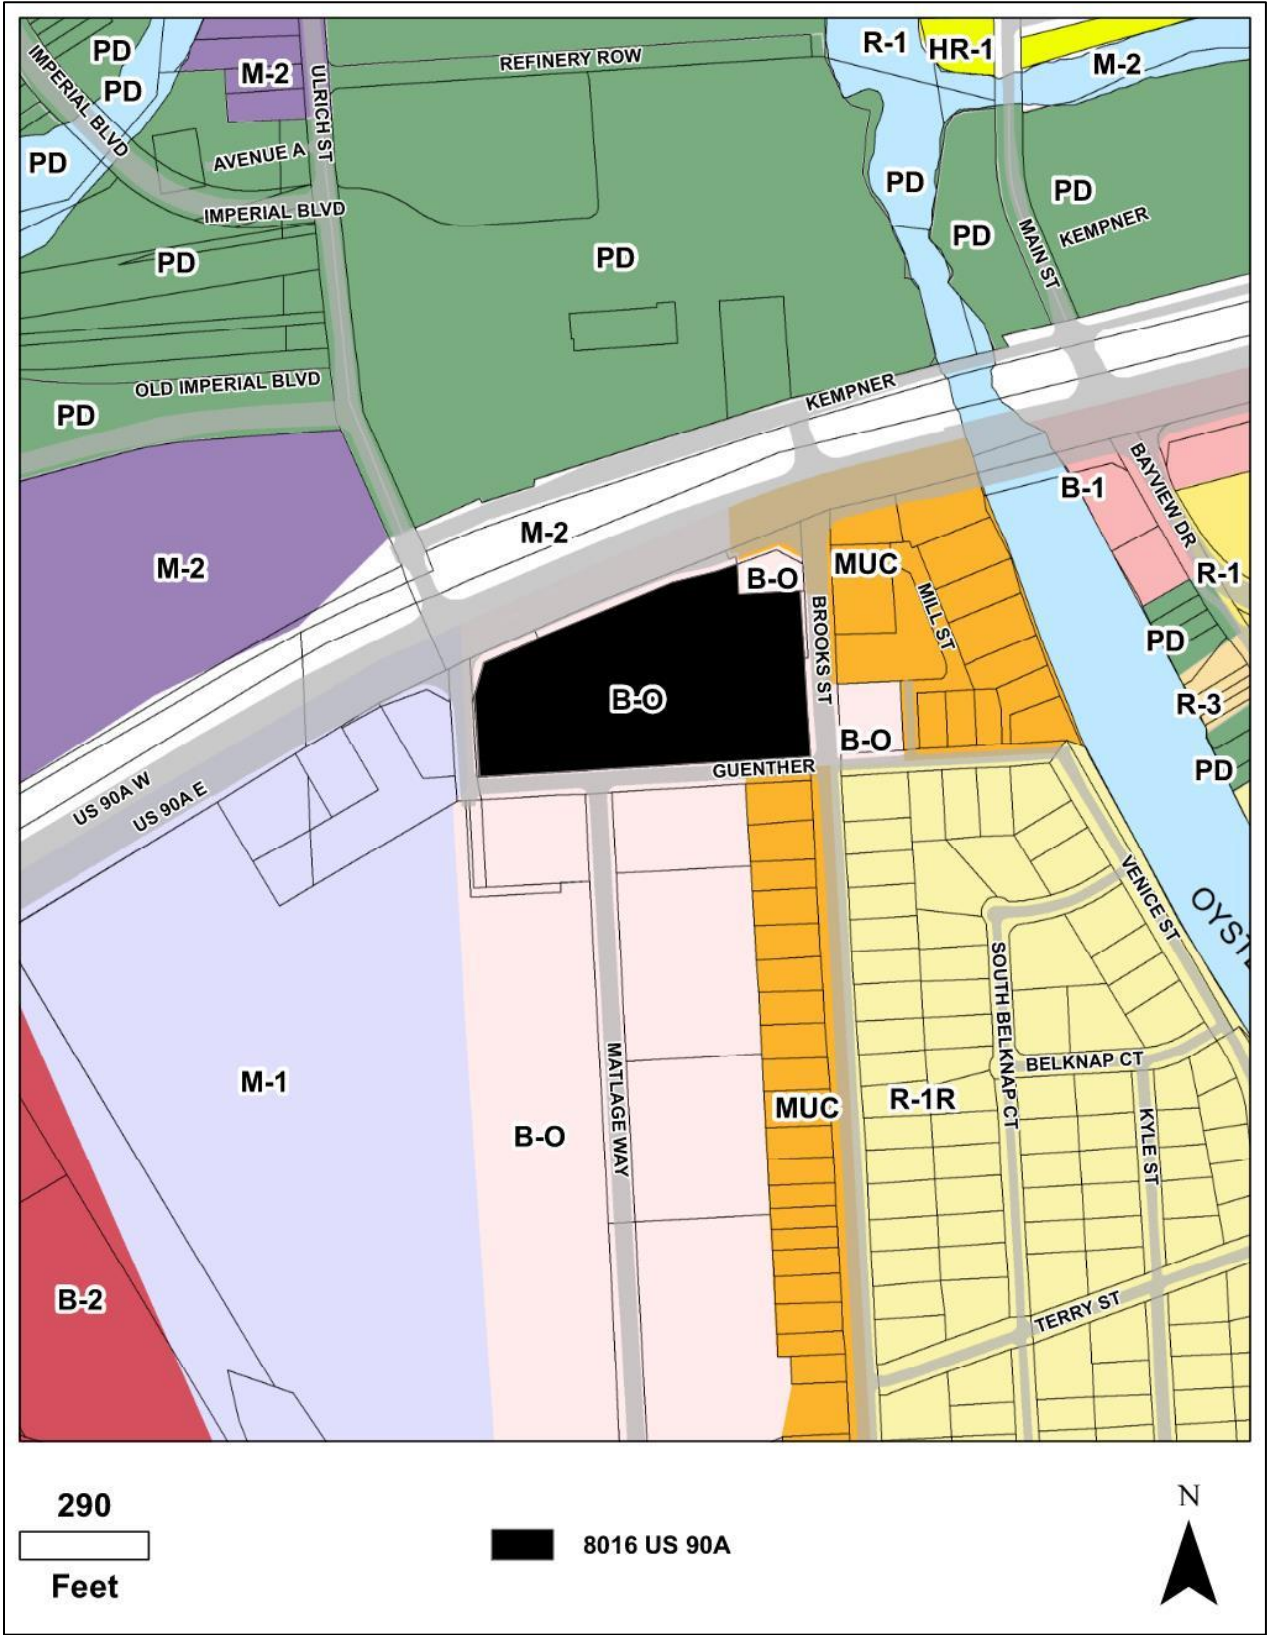 PD
R-1
HR-1
M-2
REFINERY ROW
M-2
PD
IMPERIAL BLVD
ULRICH ST
AVENUE A
PD
PD
PD
IMPERIAL BLVD
PD
KEMPNER
MAIN ST
PD
PD
PD
OLD IMPERIAL BLVD
KEMPNER
PD
BAYVIEW DR
B-1
M-2
M-2
MUC
R-1
B-O
MILL ST
BROOKS ST
PD
B-O
R-3
B-O
GUENTHER
PD
US 90A W
US 90A E
VENICE ST
OYST
SOUTH BELKNAP CT
BELKNAP CT
MATLAGE WAY
M-1
R-1R
MUC
B-O
KYLE ST
B-2
TERRY ST
290
Feet
8016 US 90A
N